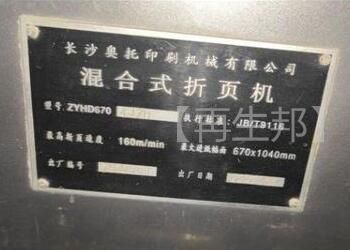 长沙奥托印刷机械有限公司
混合式折页机
型号 ZYHD670
执行标准 JB/T9116
最高折页速度 160m/min
最大进纸幅面 670x1040mm
出厂编号
出厂日期
【再生邦】